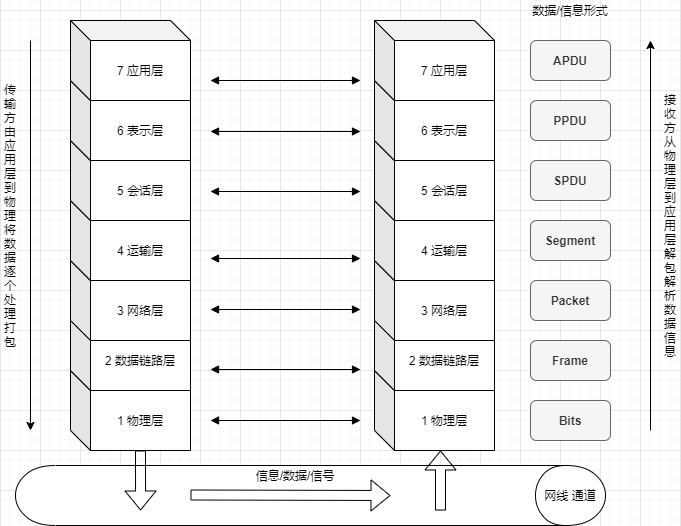 数据/信息形式
传输方由应用层到物理将数据逐个处理打包
7 应用层
7 应用层
APDU
6 表示层
6 表示层
PPDU
5 会话层
5 会话层
SPDU
4 运输层
4 运输层
Segment
3 网络层
3 网络层
Packet
2 数据链路层
2 数据链路层
Frame
1 物理层
1 物理层
Bits
接收方从物理层到应用层解包解析数据信息
信息/数据/信号
网线 通道